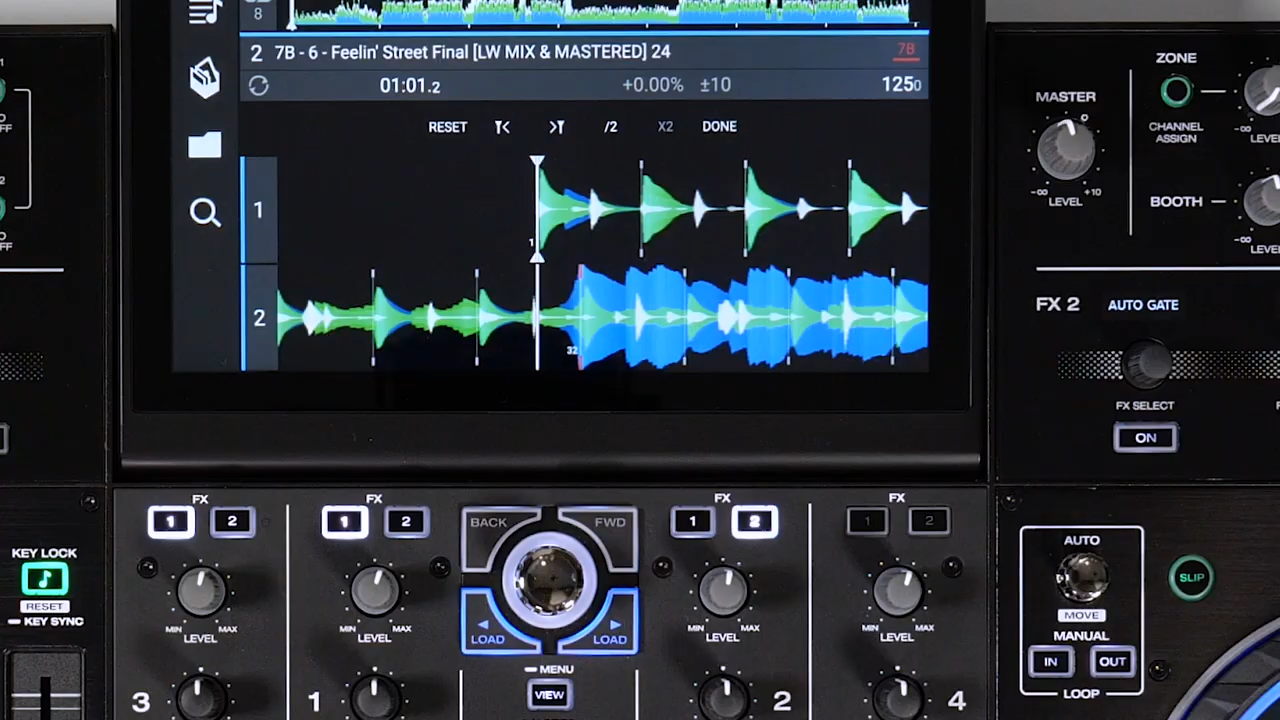 8
2 7B - 6 - Feelin' Street Final [LW MIX & MASTERED] 24 7B
01:01.2 +0.00% ±10 125.0
RESET /2 X2 DONE
1
1
2
32
MASTER
-∞ +10
LEVEL
ZONE
CHANNEL
ASSIGN
-∞
BOOTH
-∞
FX 2 AUTO GATE
FX SELECT
ON
KEY LOCK
RESET
KEY SYNC
FX FX FX FX
1 2 1 2 1 2 1 2
BACK FWD
MIN MAX MIN MAX MIN MAX MIN MAX
LEVEL LEVEL LEVEL LEVEL
LOAD LOAD
MENU
VIEW
3 1 2 4
AUTO
MOVE
MANUAL
IN OUT
LOOP
SLIP